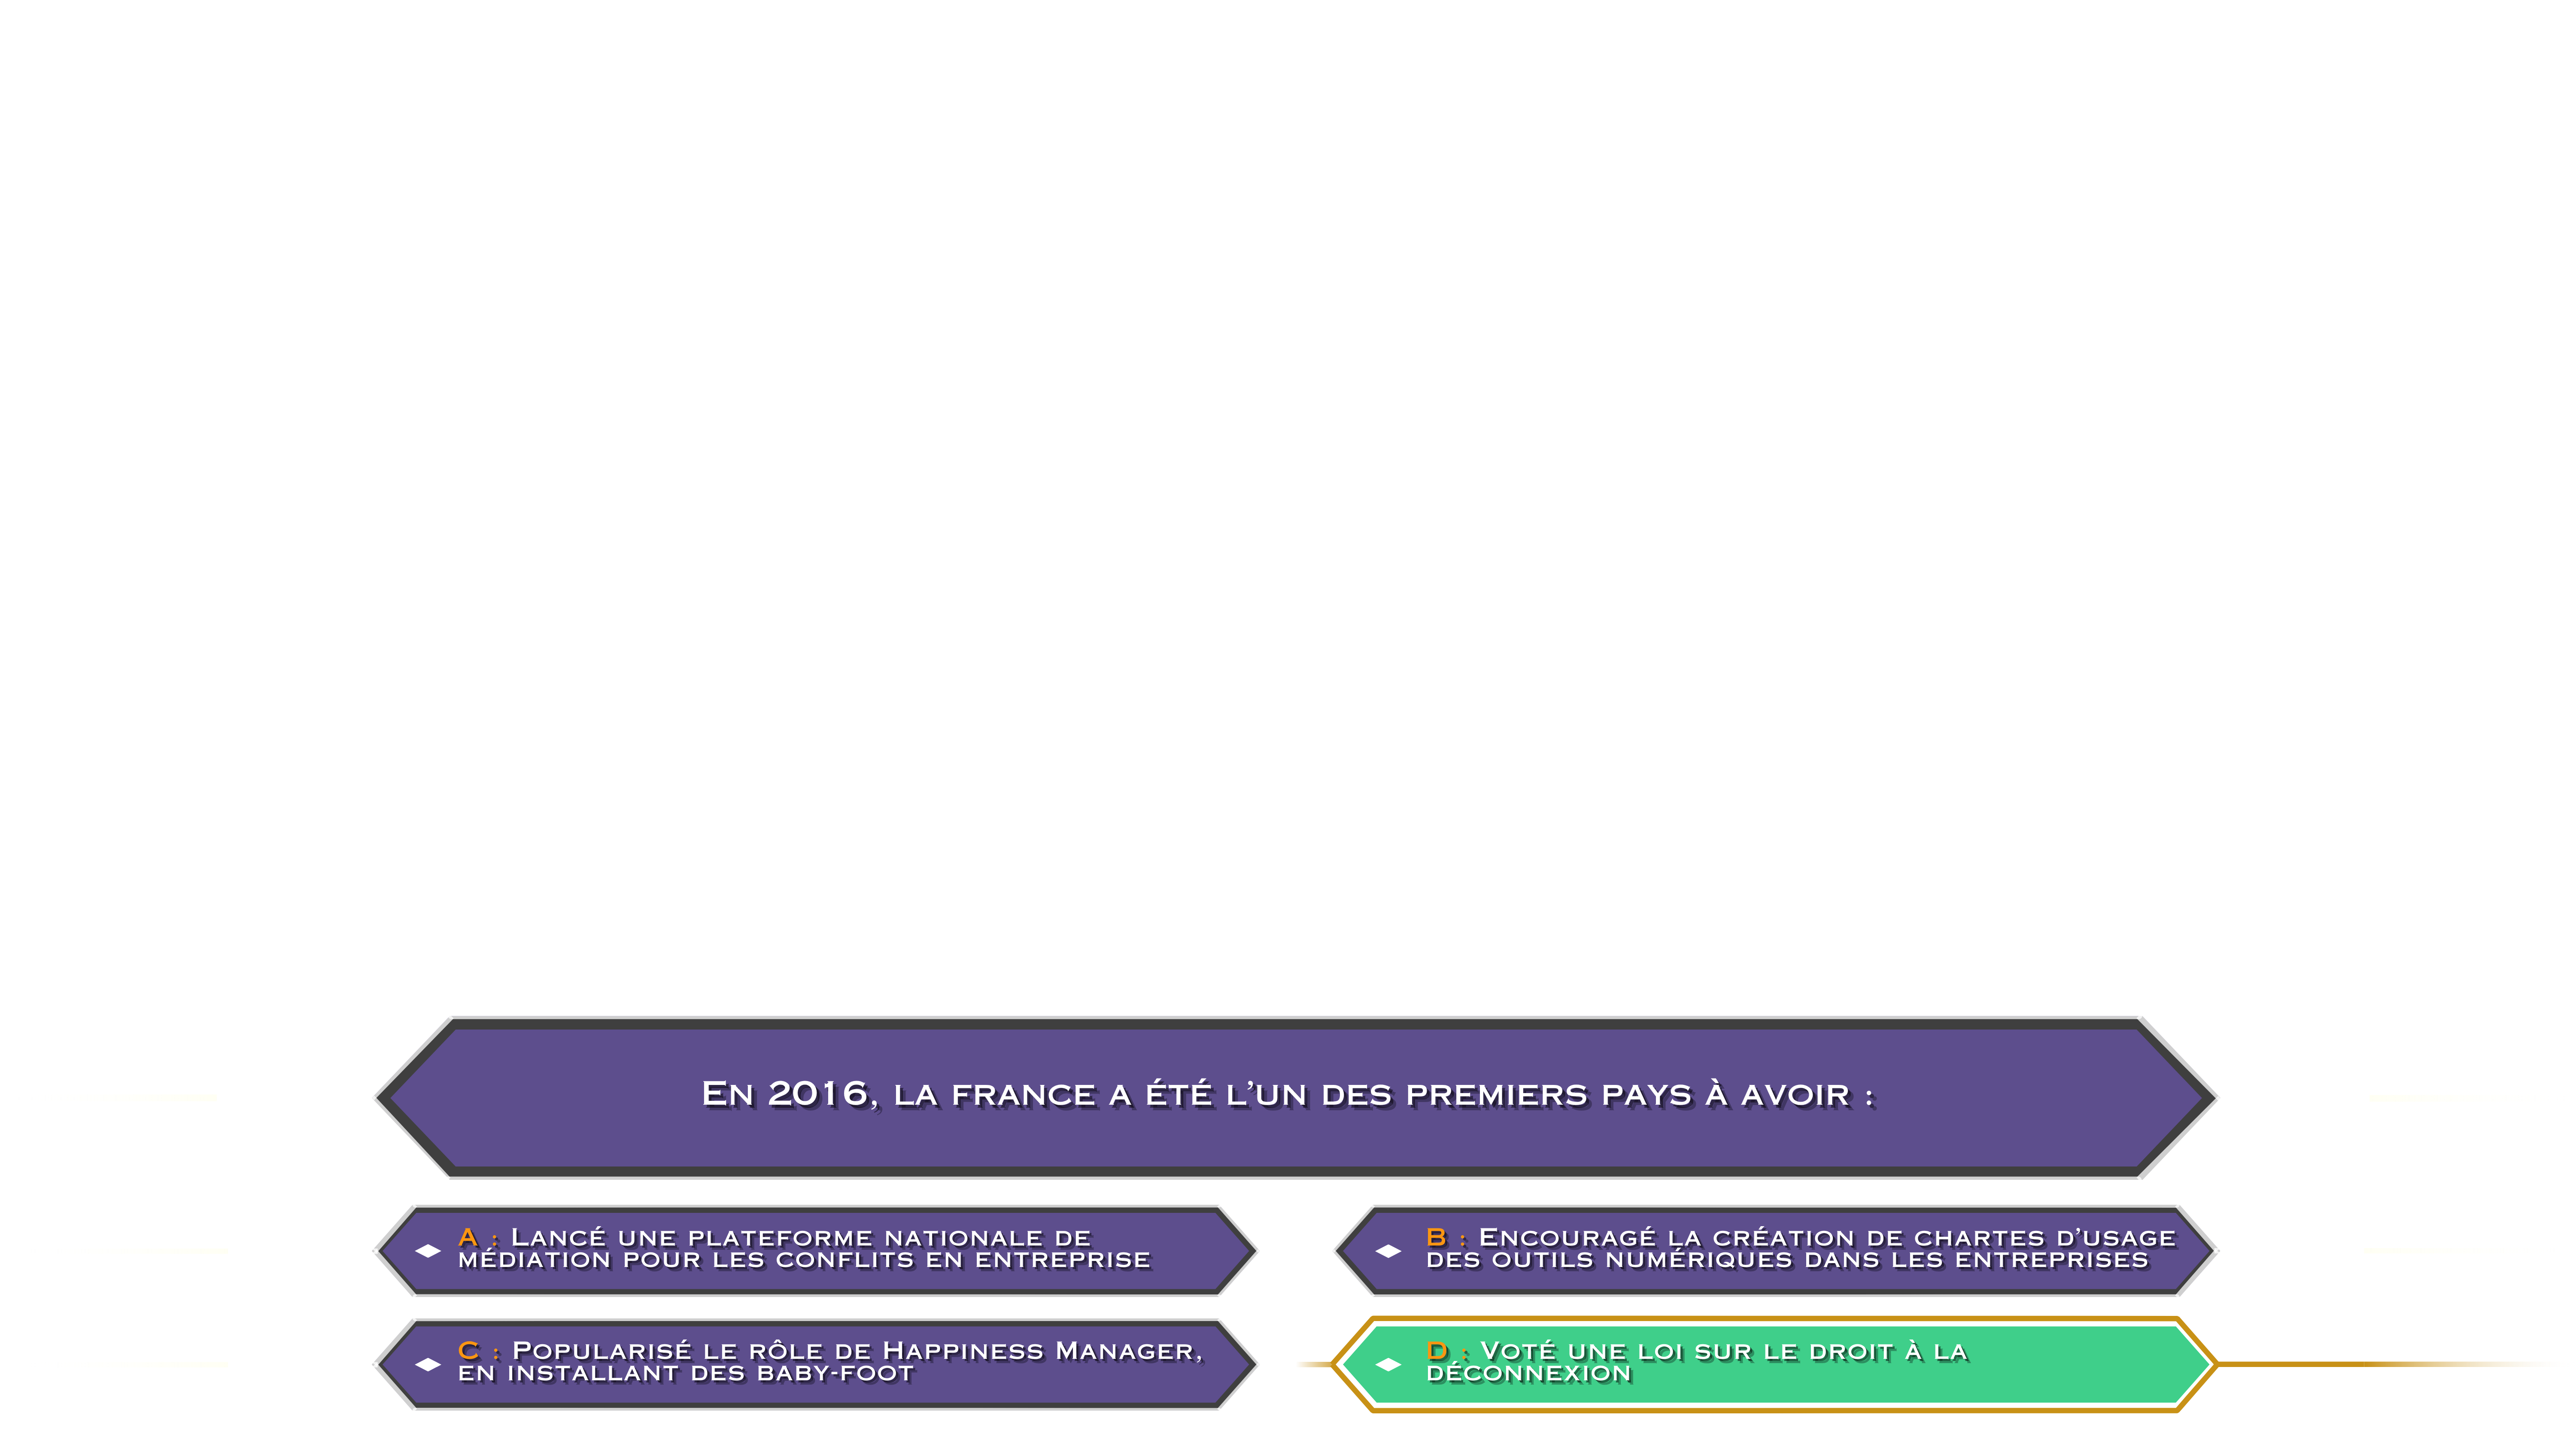 En 2016, la france a été l’un des premiers pays à avoir :
A : Lancé une plateforme nationale de
médiation pour les conflits en entreprise
B : Encouragé la création de chartes d’usage
des outils numériques dans les entreprises
C : Popularisé le rôle de Happiness Manager,
en installant des baby-foot
D : Voté une loi sur le droit à la
déconnexion